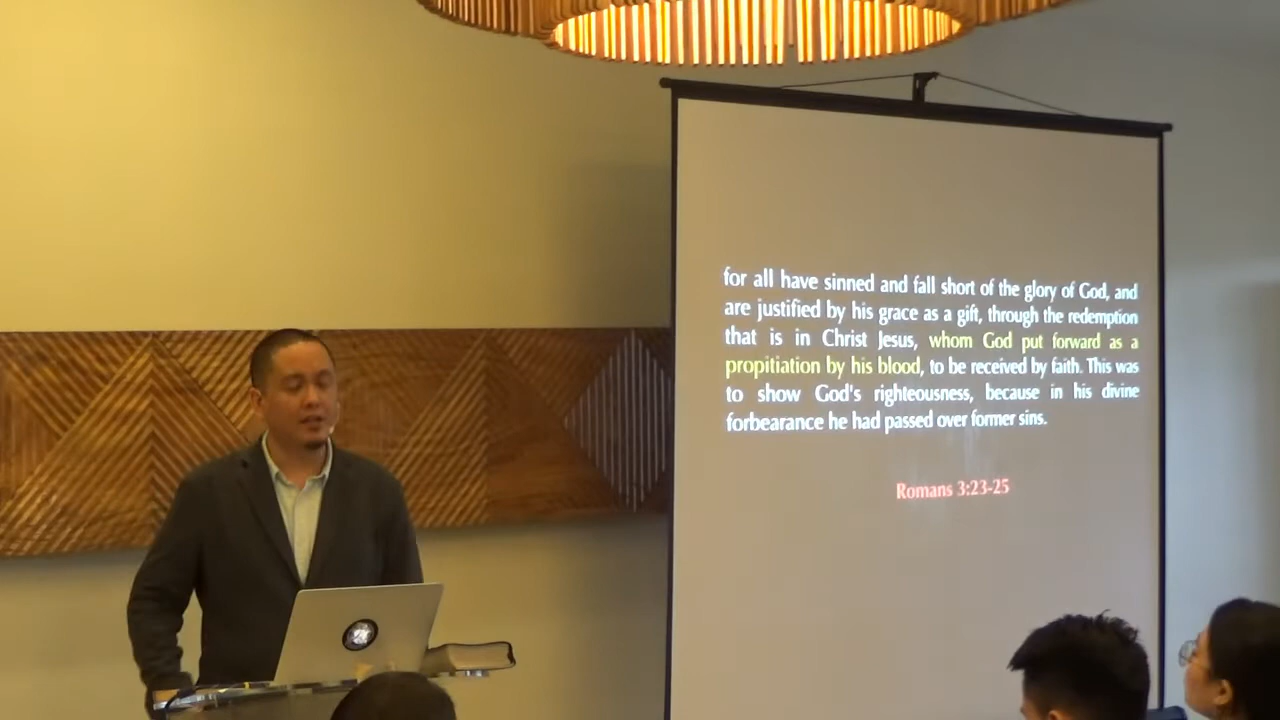 for all have sinned and fall short of the glory of God, and
are justified by his grace as a gift, through the redemption
that is in Christ Jesus, whom God put forward as a
propitiation by his blood, to be received by faith. This was
to show God's righteousness, because in his divine
forbearance he had passed over former sins.
Romans 3:23-25